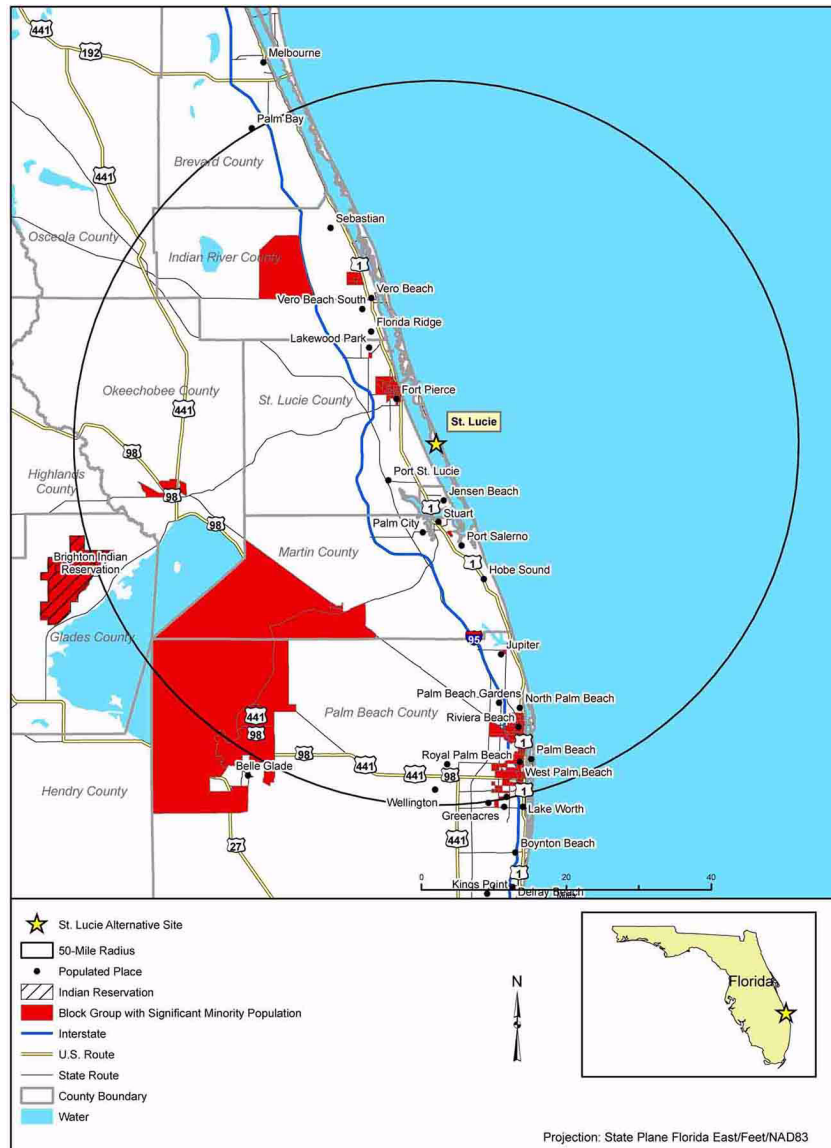 441
Melbourne
192
Palm Bay
Brevard County
441
Sebastian
Osceola County
Indian River County
1
Vero Beach
Vero Beach South
Florida Ridge
Lakewood Park
Okeechobee County
St. Lucie County
Fort Pierce
441
St. Lucie
98
Highlands
County
Port St. Lucie
98
Jensen Beach
1
Stuart
98
Palm City
Port Salerno
Martin County
Brighton Indian
Reservation
1
Hobe Sound
Glades County
95
Jupiter
Palm Beach Gardens
North Palm Beach
441
Palm Beach County
Riviera Beach
98
1
98
Royal Palm Beach
Palm Beach
441
441
98
West Palm Beach
Belle Glade
Hendry County
1
Wellington
Lake Worth
Greenacres
441
27
Boynton Beach
1
Kings Point
Delray Beach
0
20
40
St. Lucie Alternative Site
50-Mile Radius
Populated Place
Indian Reservation
Block Group with Significant Minority Population
Interstate
U.S. Route
State Route
County Boundary
Water
N
Florida
Projection: State Plane Florida East/Feet/NAD83